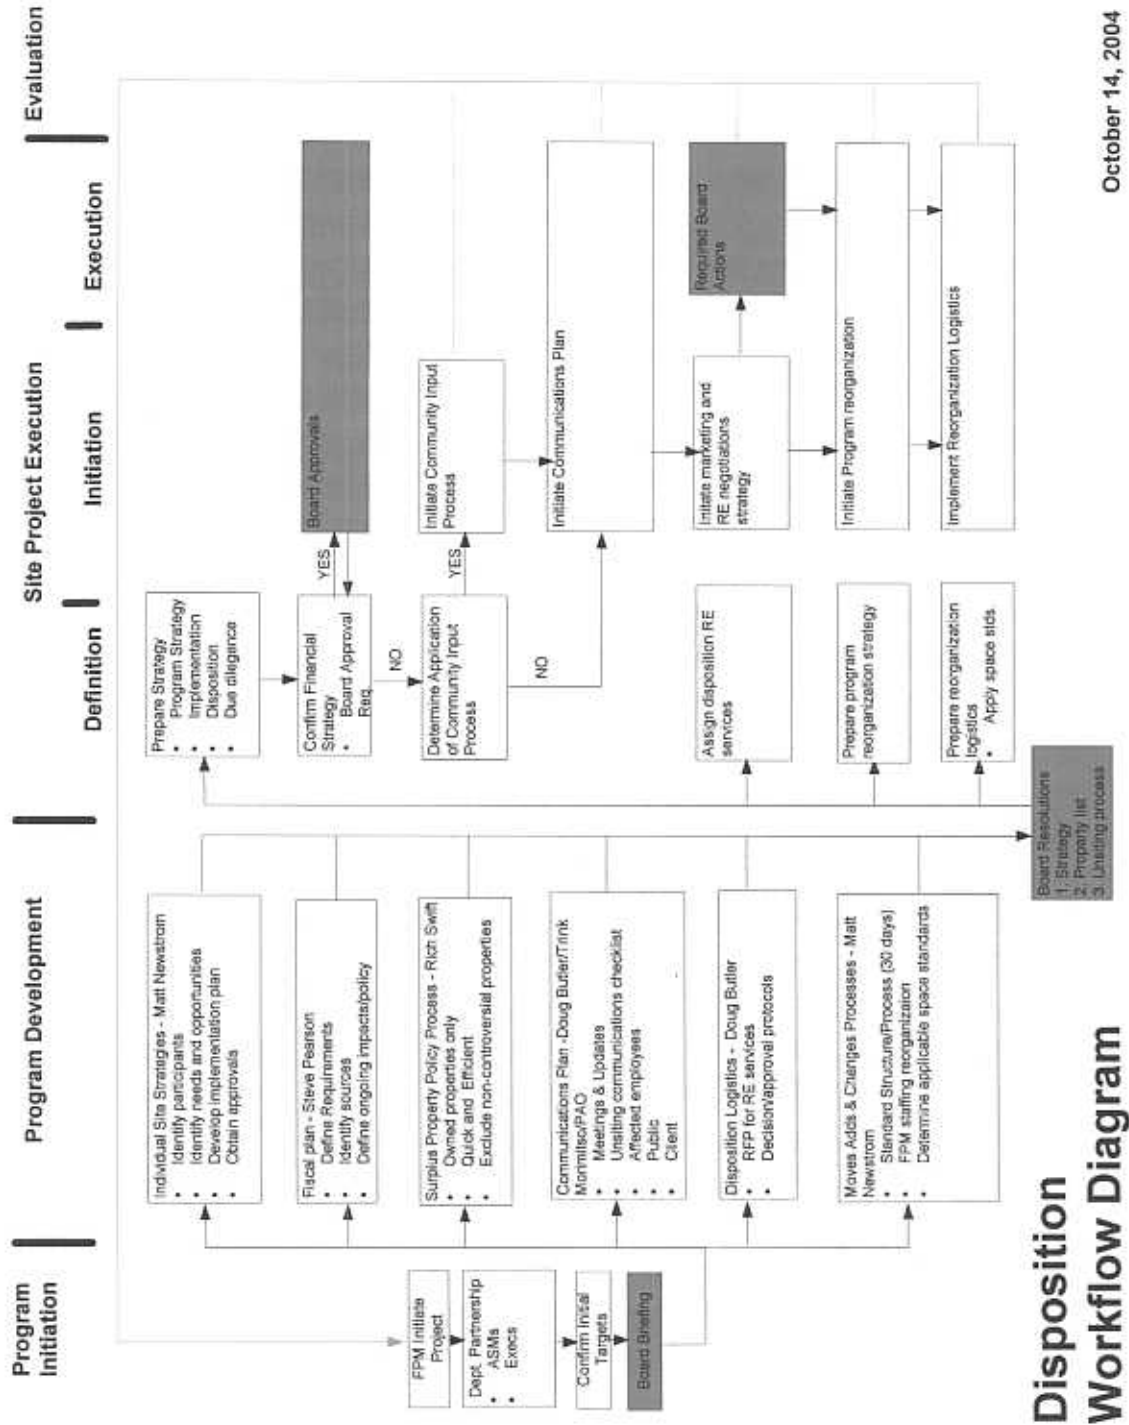 Program
Initiation
Program Development
Site Project Execution
Definition
Initiation
Execution
Evaluation
FPM Initiate
Project
Dept. Partnership
• ASMs
• Execs
Confirm Initial
Targets
Board Briefing
Individual Site Strategies - Matt Newstrom
• Identify participants
• Identify needs and opportunities
• Develop implementation plan
• Obtain approvals
Fiscal plan - Steve Pearson
• Define Requirements
• Identify sources
• Define ongoing impacts/policy
Surplus Property Policy Process - Rich Swift
• Owned properties only
• Quick and Efficient
• Exclude non-controversial properties
Communications Plan -Doug Butler/Trink
Morimitso/PAO
• Meetings & Updates
• Unsiting communications checklist
• Affected employees
• Public
• Client
Disposition Logistics - Doug Butler
• RFP for RE services
• Decision/approval protocols
Moves Adds & Changes Processes - Matt
Newstrom
• Standard Structure/Process (30 days)
• FPM staffing reorganization
• Determine applicable space standards
Board Resolutions
1. Strategy
2. Property list
3. Unsiting process
Prepare Strategy
• Program Strategy
• Implementation
• Disposition
• Due dilegence
Confirm Financial
Strategy
• Board Approval
Req.
YES
NO
Board Approvals
Determine Application
of Community Input
Process
YES
NO
Initiate Community Input
Process
Initiate Communications Plan
Assign disposition RE
services
Initate marketing and
RE negotiations
strategy
Required Board
Actions
Prepare program
reorganization strategy
Initiate Program reorganization
Prepare reorganization
logistics
• Apply space stds
Implement Reorganization Logistics
Disposition
Workflow Diagram
October 14, 2004